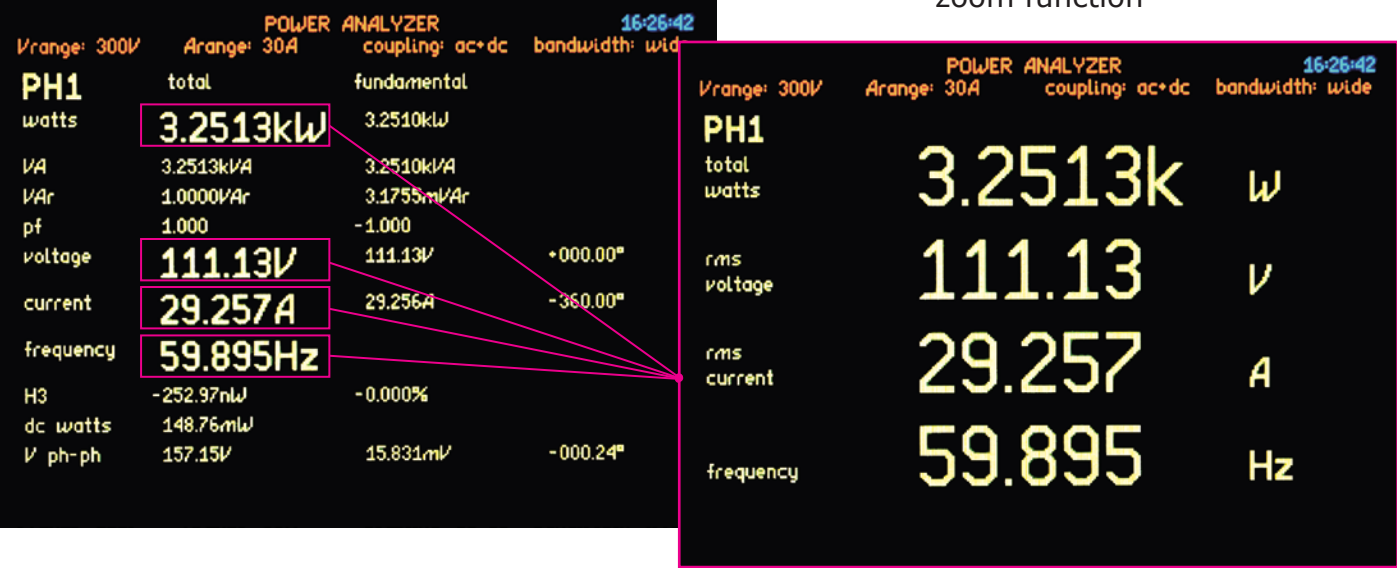 zoom function
POWER ANALYZER 16:26:42
Vrange: 300V Arange: 30A coupling: ac+dc bandwidth: wide
PH1 total fundamental
watts 3.2513kW 3.2510kW
VA 3.2513kVA 3.2510kVA
VAr 1.0000VAr 3.1755mVAr
pf 1.000 -1.000
voltage 111.13V 111.13V +000.00°
current 29.257A 29.256A -360.00°
frequency 59.895Hz
H3 -252.97nW -0.000%
dc watts 148.76mW
V ph-ph 157.15V 15.831mV -000.24°
POWER ANALYZER 16:26:42
Vrange: 300V Arange: 30A coupling: ac+dc bandwidth: wide
PH1
total
watts 3.2513k W
rms
voltage 111.13 V
rms
current 29.257 A
frequency 59.895 Hz